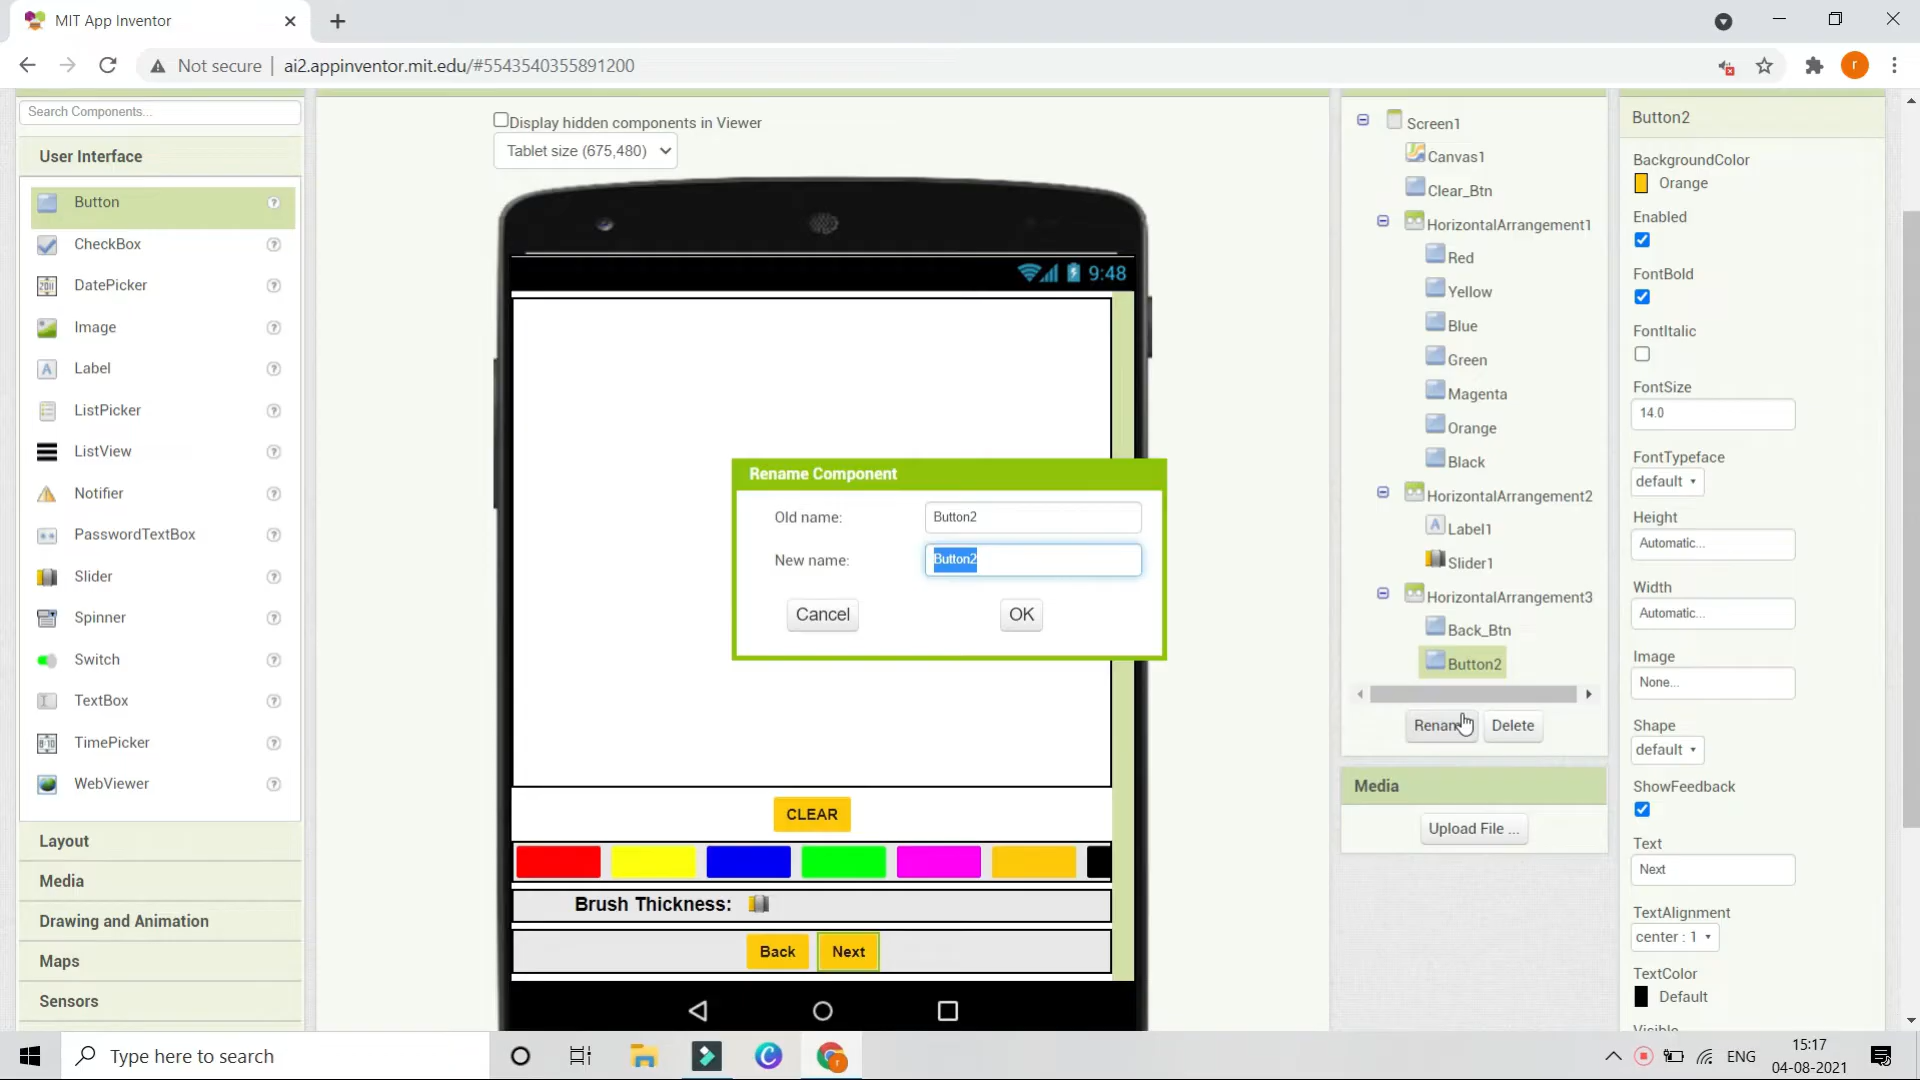 MIT App Inventor
Not secure
ai2.appinventor.mit.edu/#5543540355891200
r
Search Components...
User Interface
Button
CheckBox
DatePicker
Image
Label
ListPicker
ListView
Notifier
PasswordTextBox
Slider
Spinner
Switch
TextBox
TimePicker
WebViewer
Layout
Media
Drawing and Animation
Maps
Sensors
Display hidden components in Viewer
Tablet size (675,480)
9:48
Rename Component
Old name: Button2
New name: Button2
Cancel OK
CLEAR
Brush Thickness:
Back Next
Screen1
Canvas1
Clear_Btn
HorizontalArrangement1
Red
Yellow
Blue
Green
Magenta
Orange
Black
HorizontalArrangement2
Label1
Slider1
HorizontalArrangement3
Back_Btn
Button2
Renam Delete
Media
Upload File ...
Button2
BackgroundColor
Orange
Enabled
FontBold
FontItalic
FontSize
14.0
FontTypeface
default
Height
Automatic...
Width
Automatic...
Image
None...
Shape
default
ShowFeedback
Text
Next
TextAlignment
center : 1
TextColor
Default
Type here to search
ENG
15:17
04-08-2021